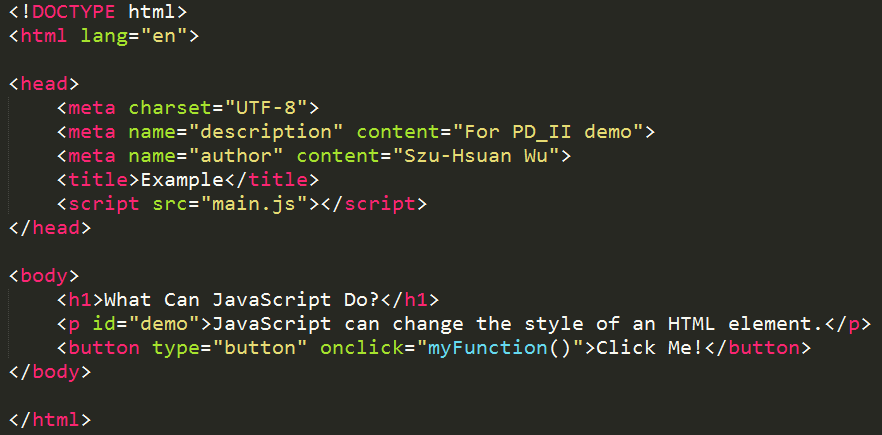 <!DOCTYPE html>
<html lang="en">
<head>
<meta charset="UTF-8">
<meta name="description" content="For PD_II demo">
<meta name="author" content="Szu-Hsuan Wu">
<title>Example</title>
<script src="main.js"></script>
</head>
<body>
<h1>What Can JavaScript Do?</h1>
<p id="demo">JavaScript can change the style of an HTML element.</p>
<button type="button" onclick="myFunction()">Click Me!</button>
</body>
</html>